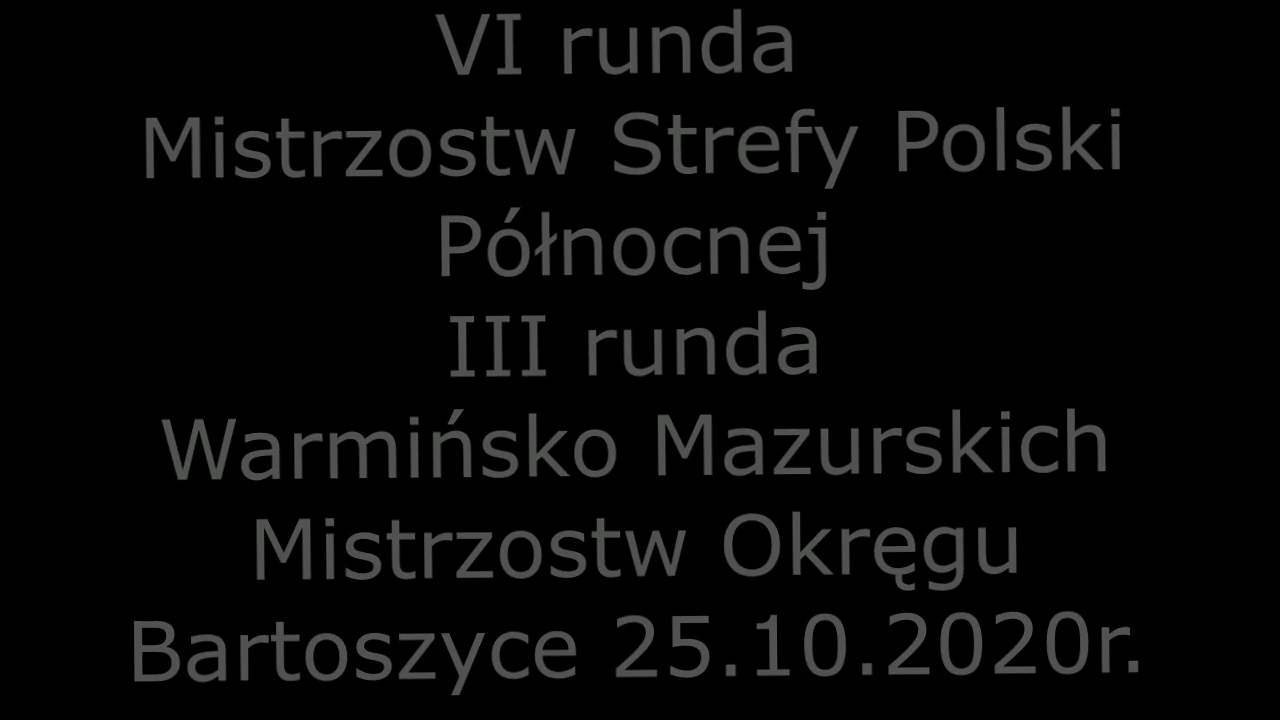 VI runda
Mistrzostw Strefy Polski
Północnej
III runda
Warmińsko Mazurskich
Mistrzostw Okręgu
Bartoszyce 25.10.2020r.